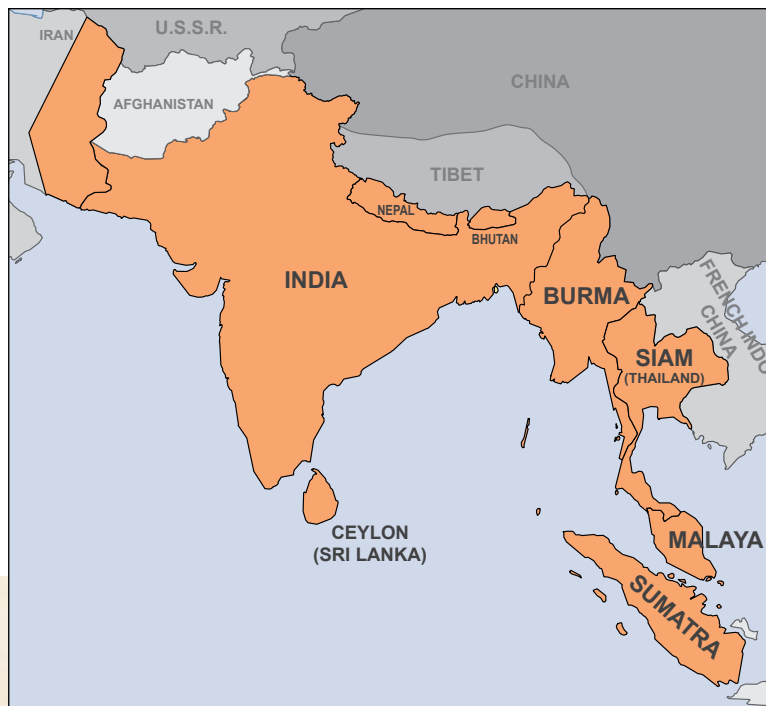 U.S.S.R.
IRAN
CHINA
AFGHANISTAN
TIBET
NEPAL
BHUTAN
INDIA
BURMA
FRENCH INDO
CHINA
SIAM
(THAILAND)
CEYLON
(SRI LANKA)
MALAYA
SUMATRA